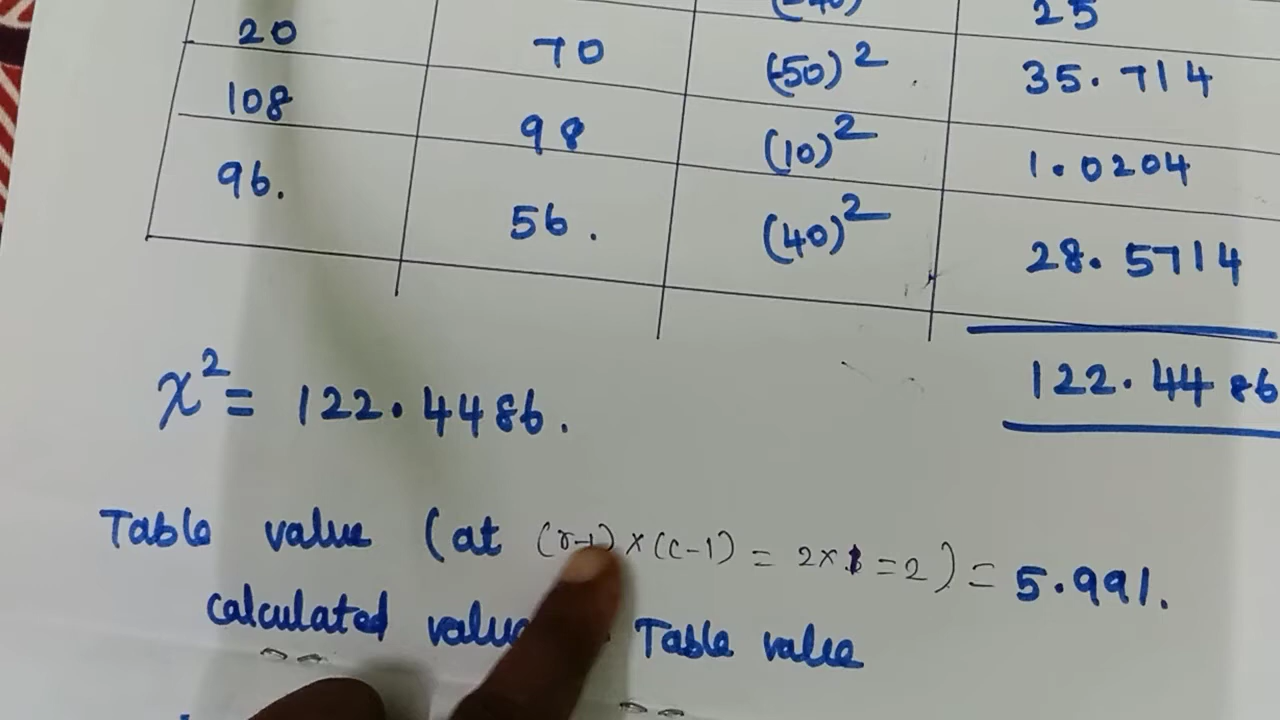 25
20 70 (-50)² 35.714
108 98 (10)² 1.0204
96. 56. (40)² 28.5714
122.4486
χ² = 122.4486.
Table value (at (r-1)×(c-1) = 2×1 = 2) = 5.991.
calculated Table value